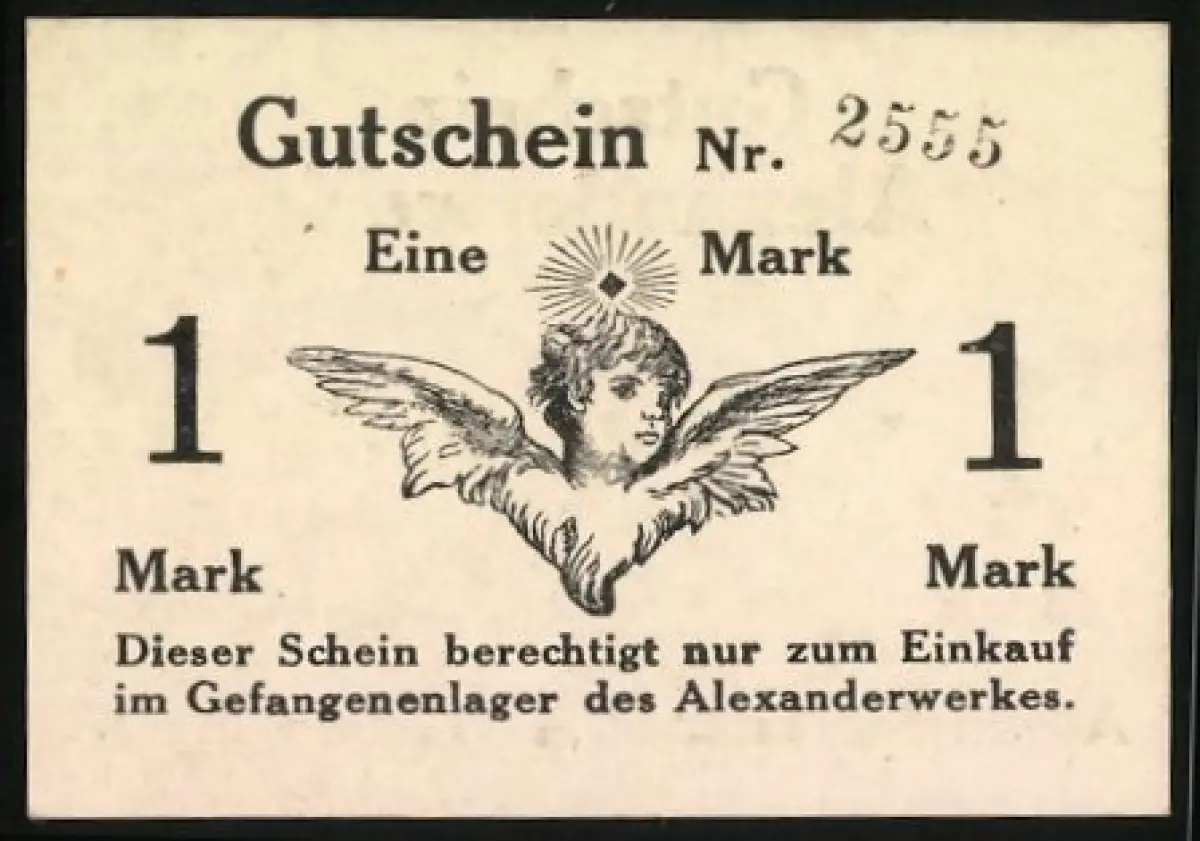 Gutschein Nr. 2555
Eine Mark
1 1
Mark Mark
Dieser Schein berechtigt nur zum Einkauf
im Gefangenenlager des Alexanderwerkes.